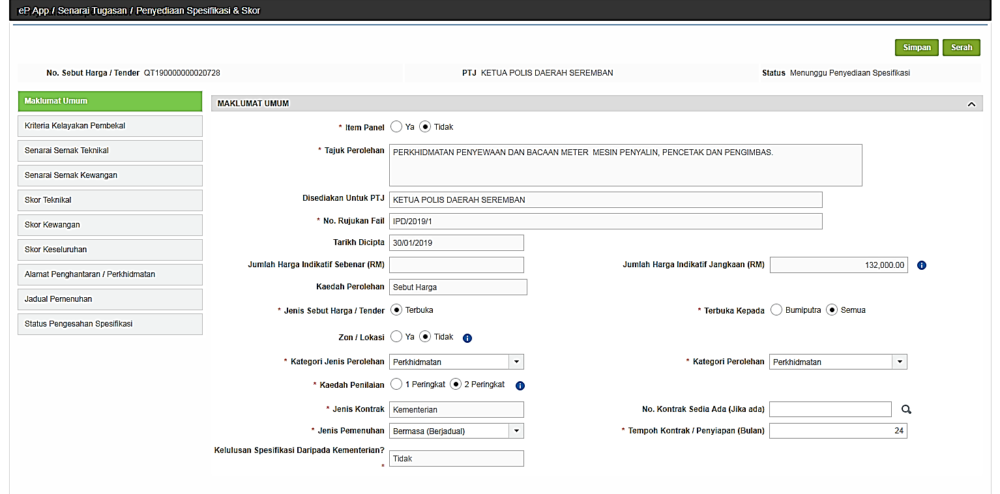 eP App / Senarai Tugasan / Penyediaan Spesifikasi & Skor
Simpan Serah
No. Sebut Harga / Tender QT190000000020728 PTJ KETUA POLIS DAERAH SEREMBAN Status Menunggu Penyediaan Spesifikasi
Maklumat Umum
Kriteria Kelayakan Pembekal
Senarai Semak Teknikal
Senarai Semak Kewangan
Skor Teknikal
Skor Kewangan
Skor Keseluruhan
Alamat Penghantaran / Perkhidmatan
Jadual Pemenuhan
Status Pengesahan Spesifikasi
MAKLUMAT UMUM
* Item Panel Ya Tidak
* Tajuk Perolehan PERKHIDMATAN PENYEWAAN DAN BACAAN METER MESIN PENYALIN, PENCETAK DAN PENGIMBAS.
Disediakan Untuk PTJ KETUA POLIS DAERAH SEREMBAN
* No. Rujukan Fail IPD/2019/1
Tarikh Dicipta 30/01/2019
Jumlah Harga Indikatif Sebenar (RM) Jumlah Harga Indikatif Jangkaan (RM) 132,000.00
Kaedah Perolehan Sebut Harga
* Jenis Sebut Harga / Tender Terbuka * Terbuka Kepada Bumiputra Semua
Zon / Lokasi Ya Tidak
* Kategori Jenis Perolehan Perkhidmatan * Kategori Perolehan Perkhidmatan
* Kaedah Penilaian 1 Peringkat 2 Peringkat
* Jenis Kontrak Kementerian No. Kontrak Sedia Ada (Jika ada)
* Jenis Pemenuhan Bermasa (Berjadual) * Tempoh Kontrak / Penyiapan (Bulan) 24
Kelulusan Spesifikasi Daripada Kementerian? * Tidak